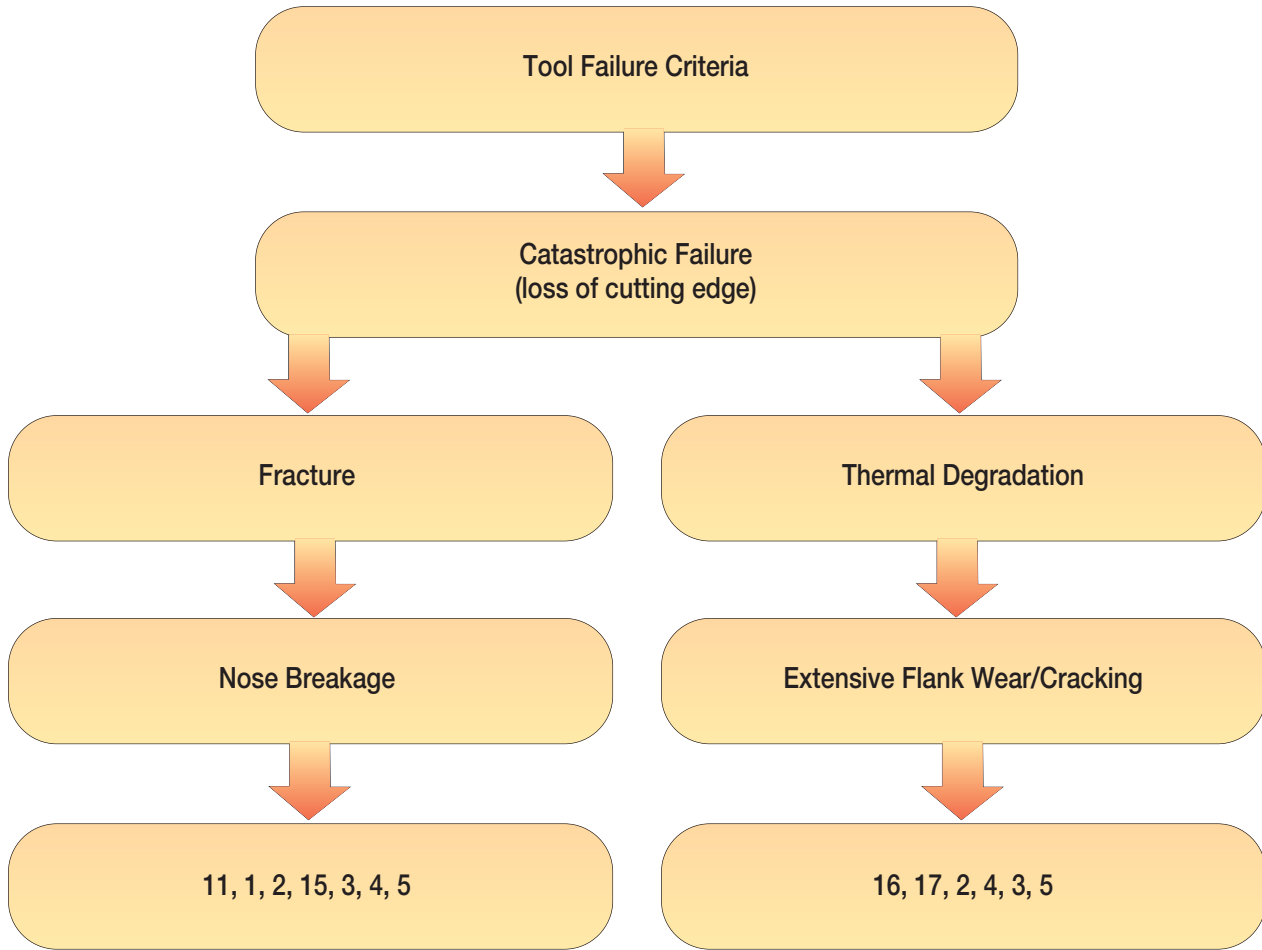 Tool Failure Criteria
Catastrophic Failure
(loss of cutting edge)
Fracture
Thermal Degradation
Nose Breakage
Extensive Flank Wear/Cracking
11, 1, 2, 15, 3, 4, 5
16, 17, 2, 4, 3, 5